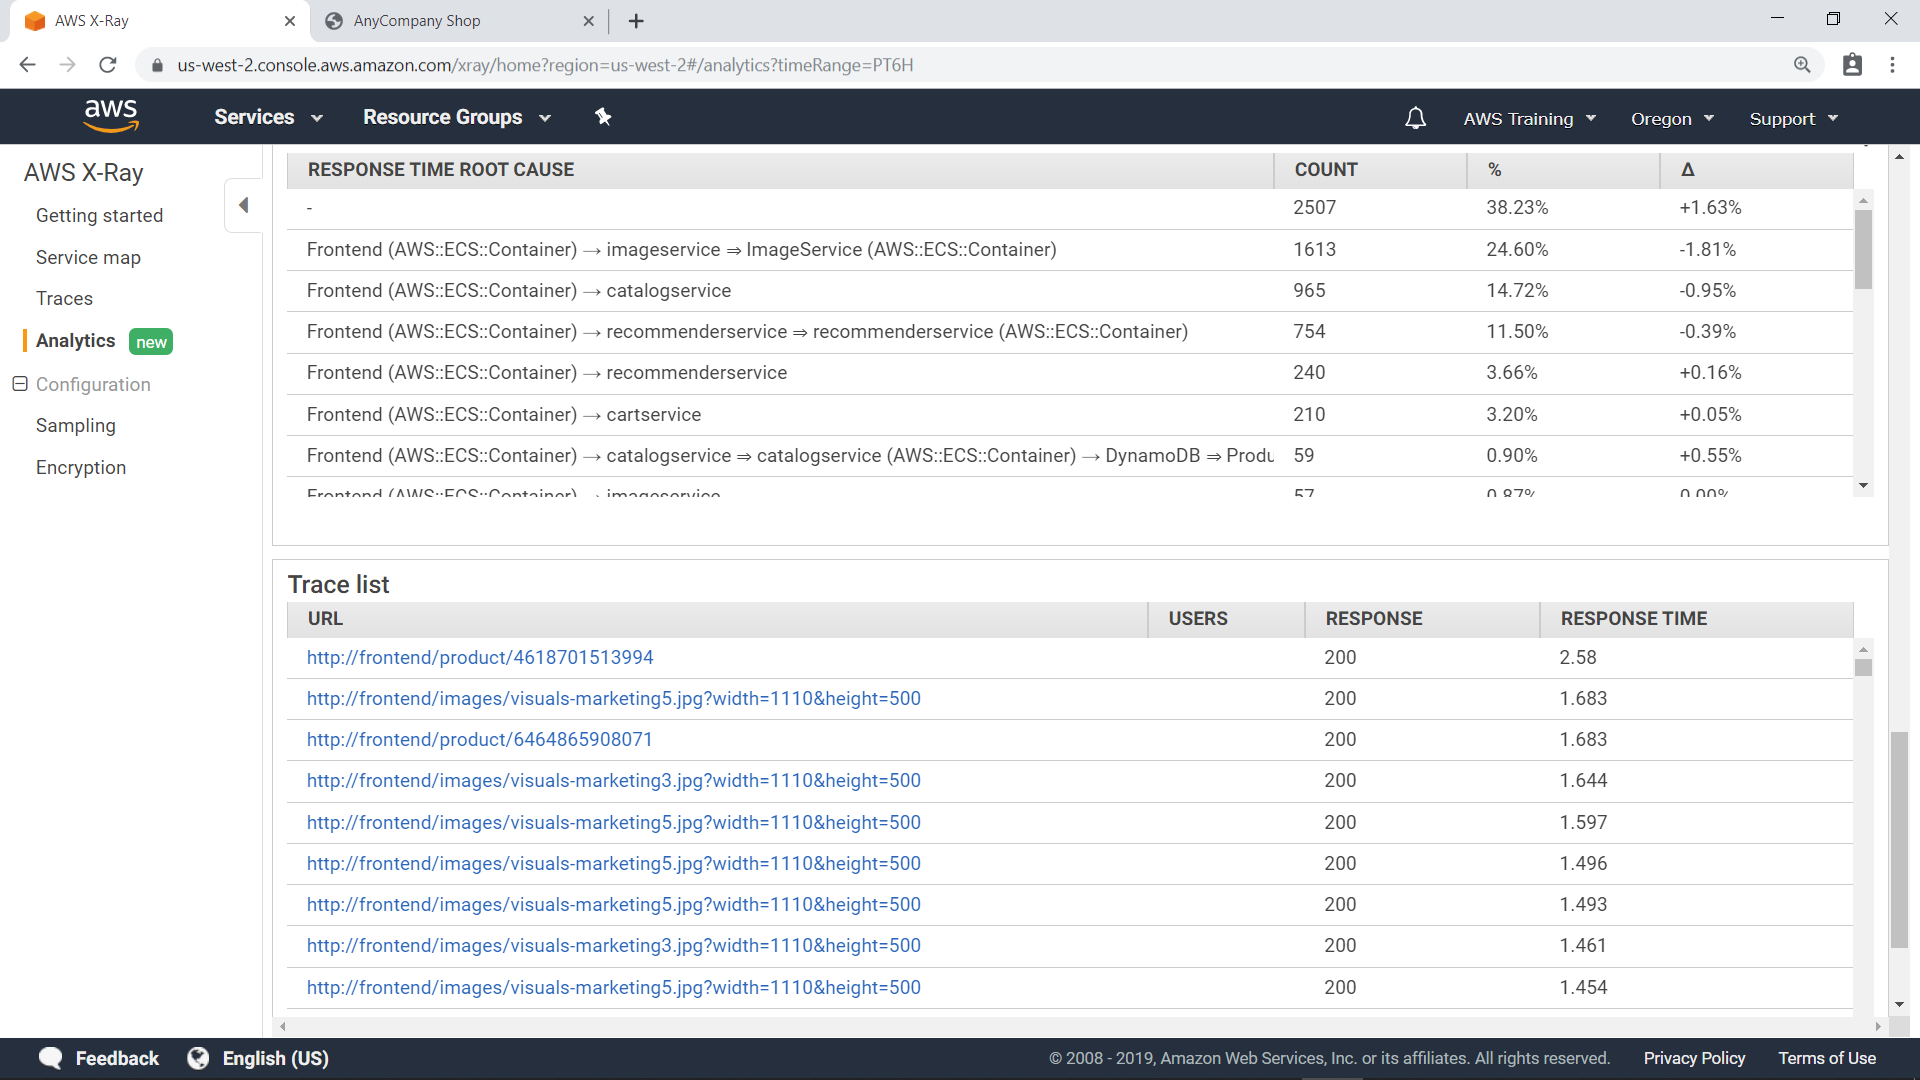 AWS X-Ray
AnyCompany Shop
us-west-2.console.aws.amazon.com/xray/home?region=us-west-2#/analytics?timeRange=PT6H
aws
Services
Resource Groups
AWS Training
Oregon
Support
AWS X-Ray
Getting started
Service map
Traces
Analytics new
Configuration
Sampling
Encryption
RESPONSE TIME ROOT CAUSE COUNT % Δ
- 2507 38.23% +1.63%
Frontend (AWS::ECS::Container) → imageservice ⇒ ImageService (AWS::ECS::Container) 1613 24.60% -1.81%
Frontend (AWS::ECS::Container) → catalogservice 965 14.72% -0.95%
Frontend (AWS::ECS::Container) → recommenderservice ⇒ recommenderservice (AWS::ECS::Container) 754 11.50% -0.39%
Frontend (AWS::ECS::Container) → recommenderservice 240 3.66% +0.16%
Frontend (AWS::ECS::Container) → cartservice 210 3.20% +0.05%
Frontend (AWS::ECS::Container) → catalogservice ⇒ catalogservice (AWS::ECS::Container) → DynamoDB ⇒ Produ 59 0.90% +0.55%
Frontend (AWS::ECS::Container) → imageservice 57 0.87% 0.00%
Trace list
URL USERS RESPONSE RESPONSE TIME
http://frontend/product/4618701513994 200 2.58
http://frontend/images/visuals-marketing5.jpg?width=1110&height=500 200 1.683
http://frontend/product/6464865908071 200 1.683
http://frontend/images/visuals-marketing3.jpg?width=1110&height=500 200 1.644
http://frontend/images/visuals-marketing5.jpg?width=1110&height=500 200 1.597
http://frontend/images/visuals-marketing5.jpg?width=1110&height=500 200 1.496
http://frontend/images/visuals-marketing5.jpg?width=1110&height=500 200 1.493
http://frontend/images/visuals-marketing3.jpg?width=1110&height=500 200 1.461
http://frontend/images/visuals-marketing5.jpg?width=1110&height=500 200 1.454
Feedback
English (US)
© 2008 - 2019, Amazon Web Services, Inc. or its affiliates. All rights reserved.
Privacy Policy
Terms of Use